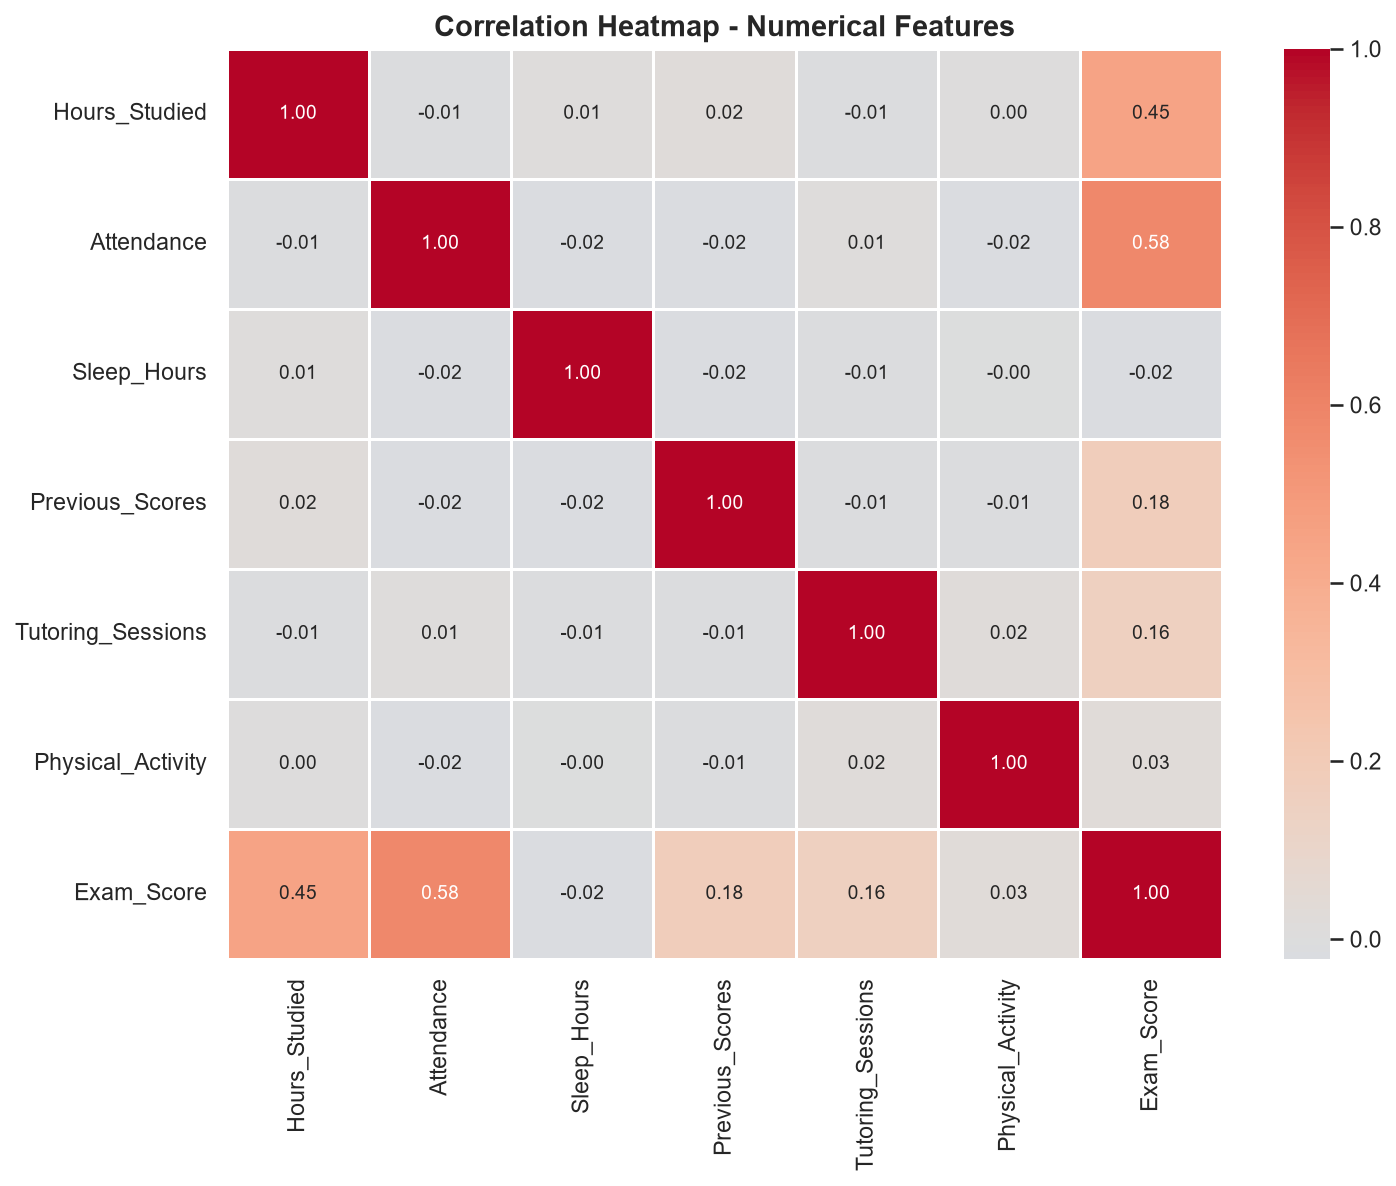 Correlation Heatmap - Numerical Features
Hours_Studied 1.00 -0.01 0.01 0.02 -0.01 0.00 0.45
Attendance -0.01 1.00 -0.02 -0.02 0.01 -0.02 0.58
Sleep_Hours 0.01 -0.02 1.00 -0.02 -0.01 -0.00 -0.02
Previous_Scores 0.02 -0.02 -0.02 1.00 -0.01 -0.01 0.18
Tutoring_Sessions -0.01 0.01 -0.01 -0.01 1.00 0.02 0.16
Physical_Activity 0.00 -0.02 -0.00 -0.01 0.02 1.00 0.03
Exam_Score 0.45 0.58 -0.02 0.18 0.16 0.03 1.00
Hours_Studied
Attendance
Sleep_Hours
Previous_Scores
Tutoring_Sessions
Physical_Activity
Exam_Score
1.0
0.8
0.6
0.4
0.2
0.0